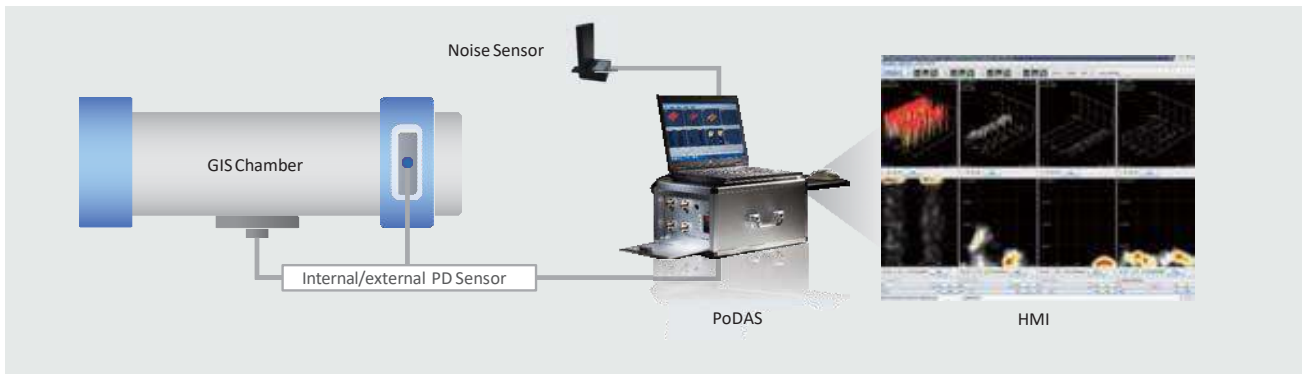 Noise Sensor
GIS Chamber
Internal/external PD Sensor
PoDAS
HMI